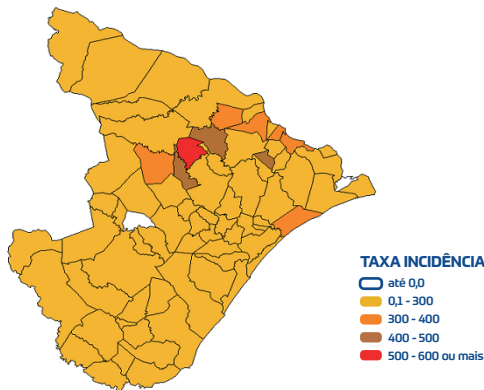 TAXA INCIDÊNCIA
até 0,0
0,1 - 300
300 - 400
400 - 500
500 - 600 ou mais